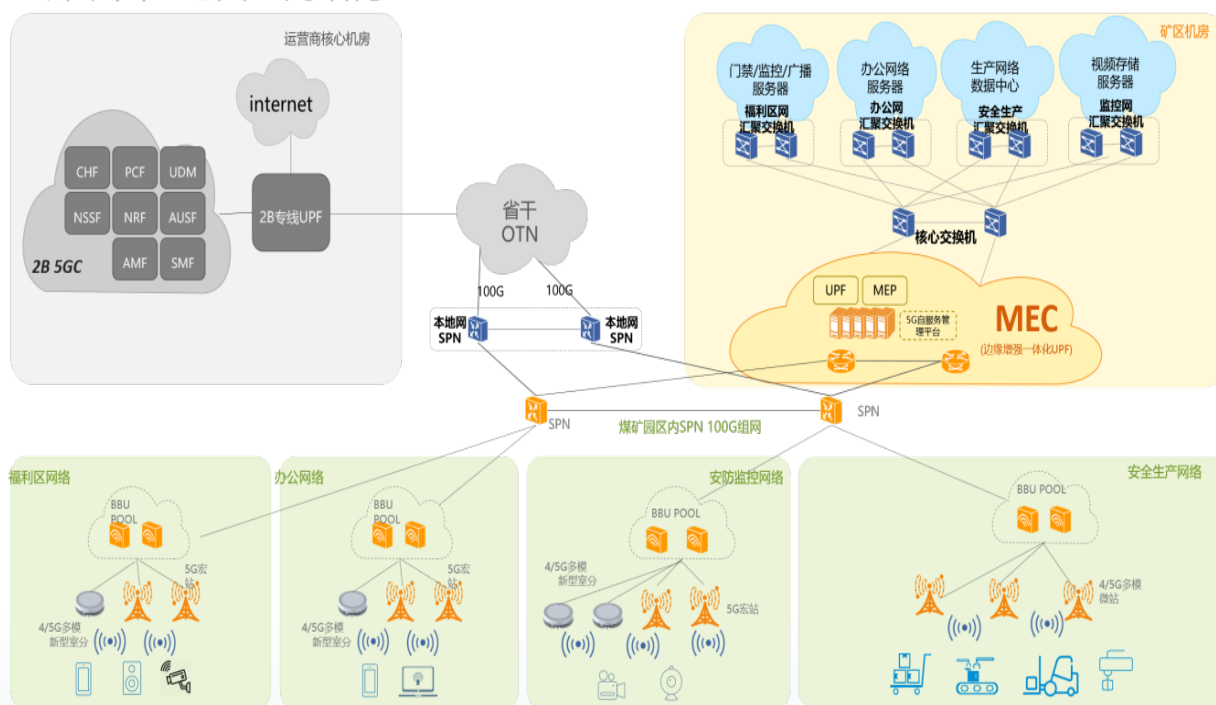 运营商核心机房
internet
CHF
PCF
UDM
NSSF
NRF
AUSF
AMF
SMF
2B 5GC
2B专线UPF
省干
OTN
100G
100G
本地网
SPN
本地网
SPN
矿区机房
门禁/监控/广播
服务器
福利区网
汇聚交换机
办公网络
服务器
办公网
汇聚交换机
生产网络
数据中心
安全生产
汇聚交换机
视频存储
服务器
监控网
汇聚交换机
核心交换机
UPF
MEP
5G自服务管
理平台
MEC
(边缘增强一体化UPF)
SPN
SPN
煤矿园区内SPN 100G组网
福利区网络
BBU
POOL
5G宏
站
4/5G多模
新型室分
办公网络
BBU
POOL
5G宏
站
4/5G多模
新型室分
安防监控网络
BBU POOL
4/5G多模
新型室分
5G宏站
安全生产网络
BBU POOL
4/5G多模
微站